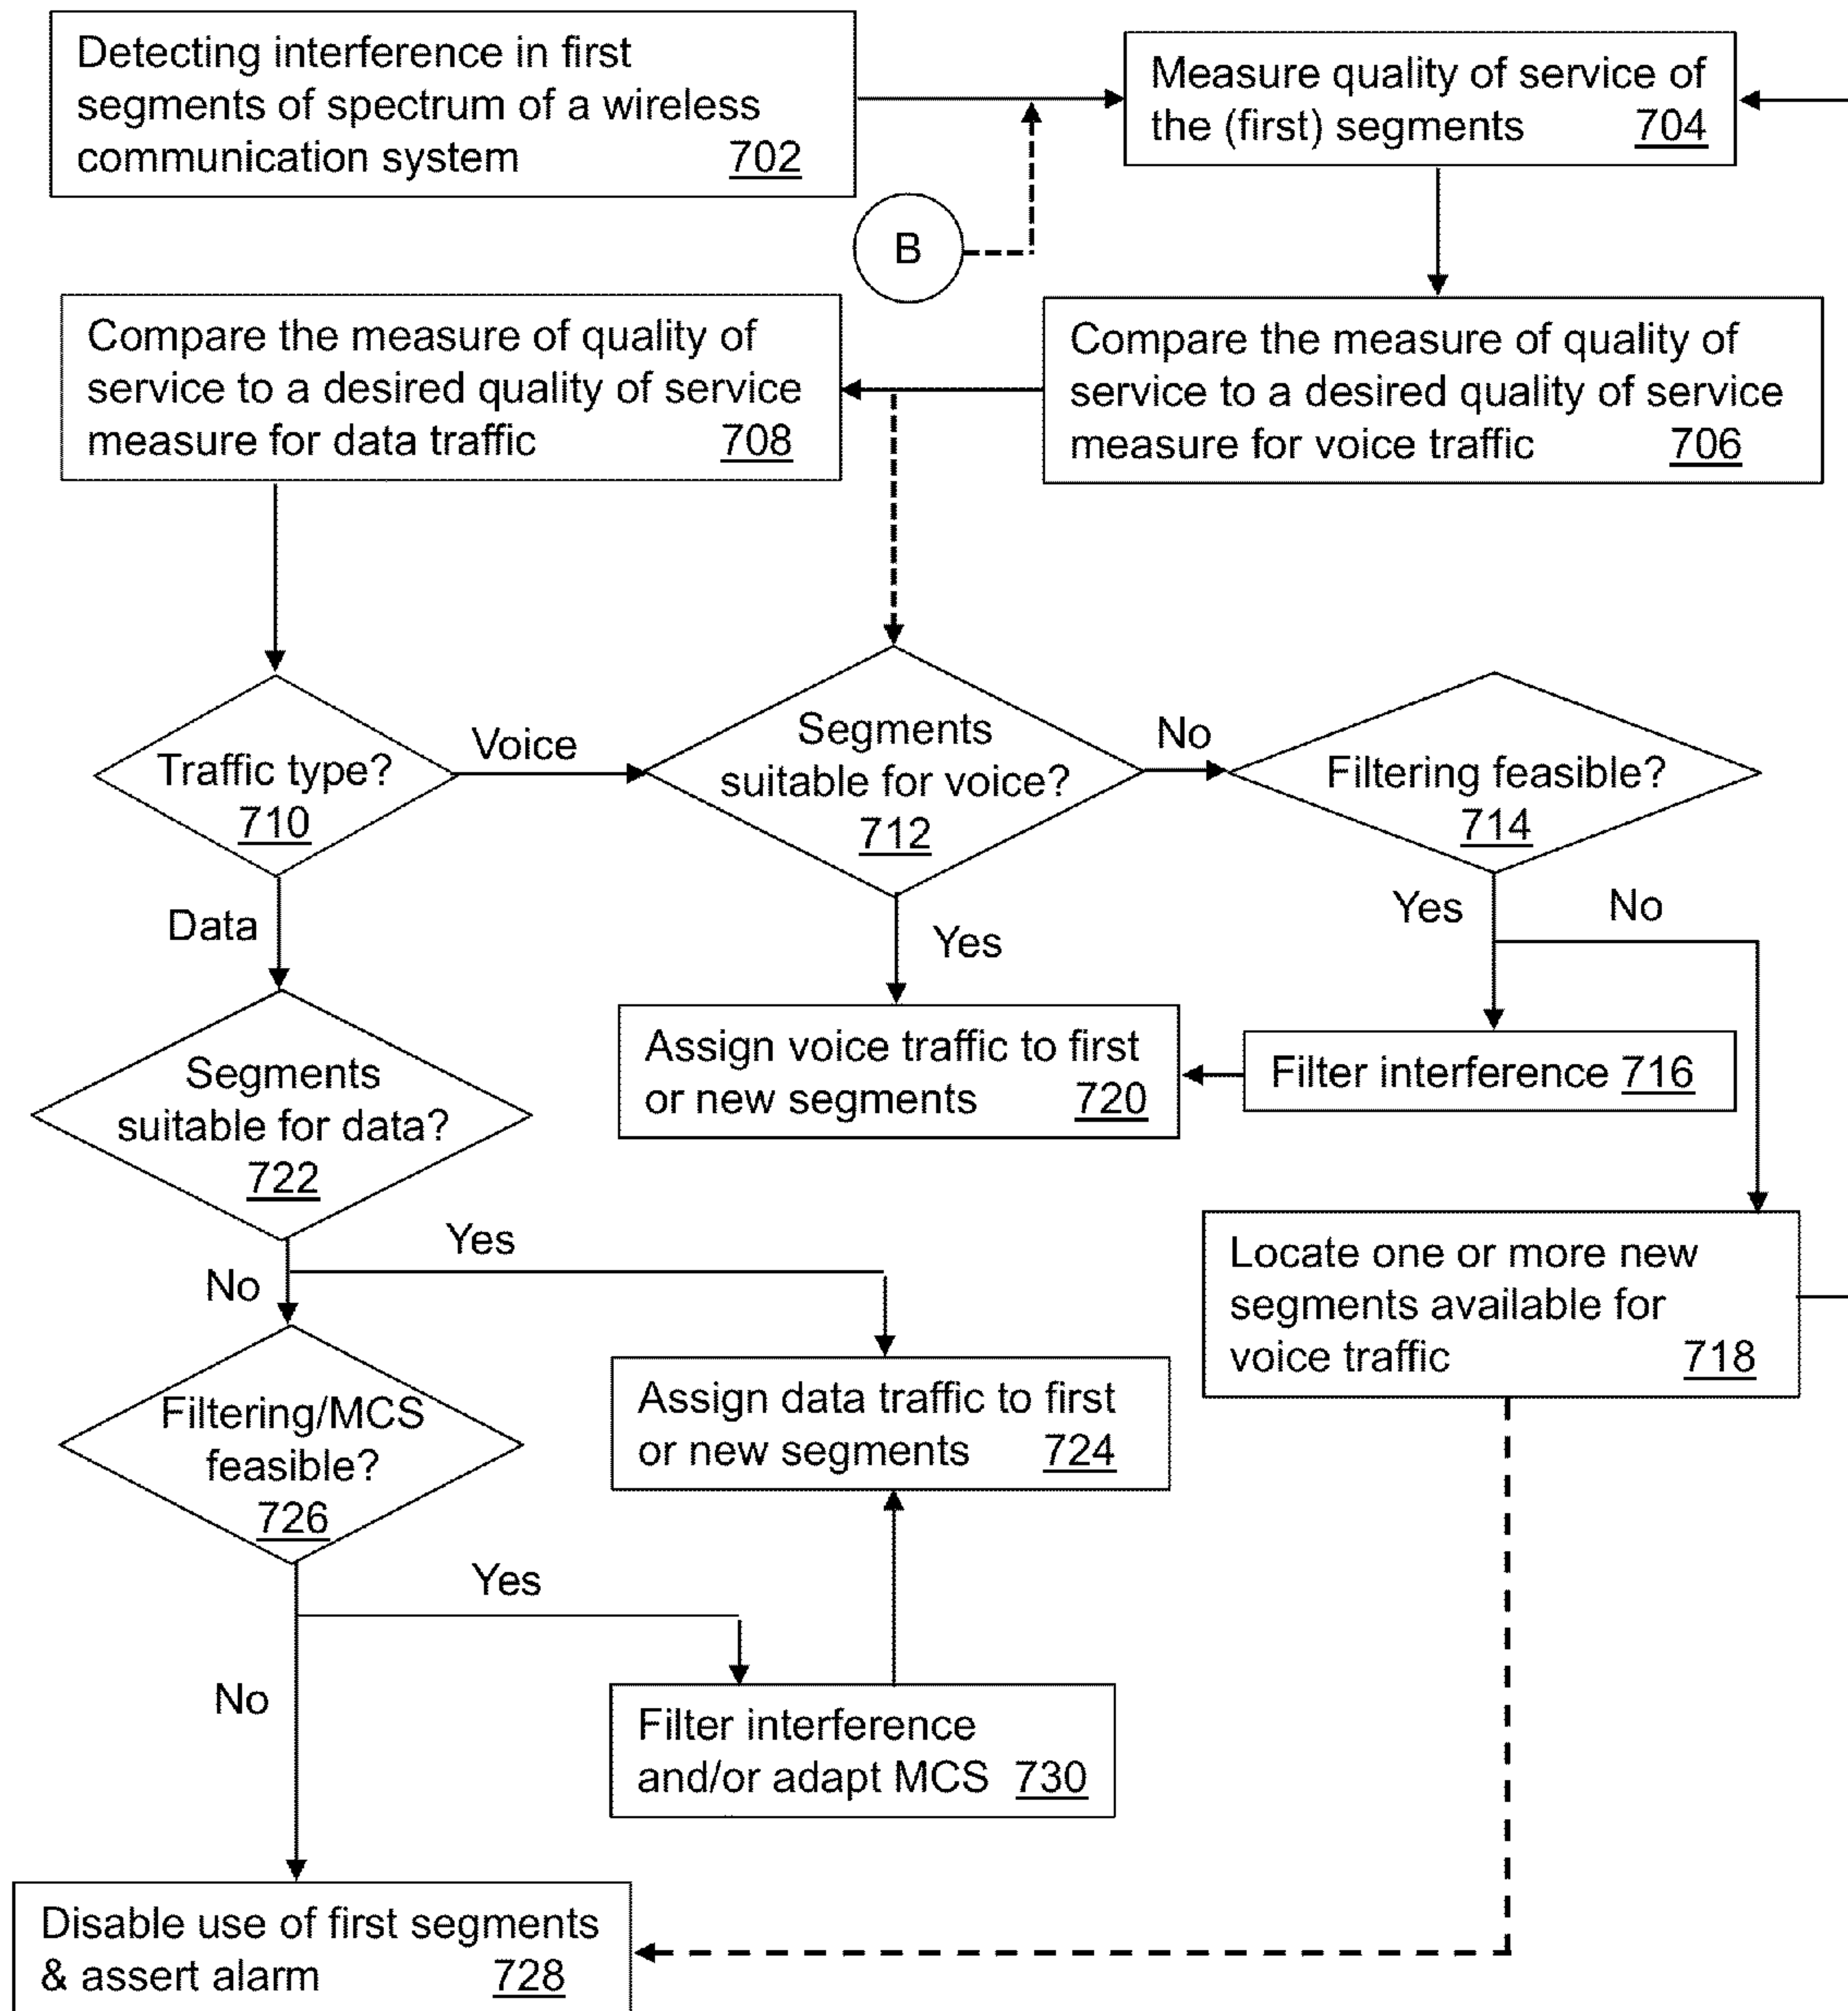 Detecting interference in first
segments of spectrum of a wireless
communication system 702
Measure quality of service of
the (first) segments 704
B
Compare the measure of quality of
service to a desired quality of service
measure for data traffic 708
Compare the measure of quality of
service to a desired quality of service
measure for voice traffic 706
Traffic type?
710
Voice
Segments
suitable for voice?
712
No
Filtering feasible?
714
Data
Yes
Yes
No
Segments
suitable for data?
722
Assign voice traffic to first
or new segments 720
Filter interference 716
Yes
No
Locate one or more new
segments available for
voice traffic 718
Filtering/MCS
feasible?
726
Assign data traffic to first
or new segments 724
Yes
No
Filter interference
and/or adapt MCS 730
Disable use of first segments
& assert alarm 728